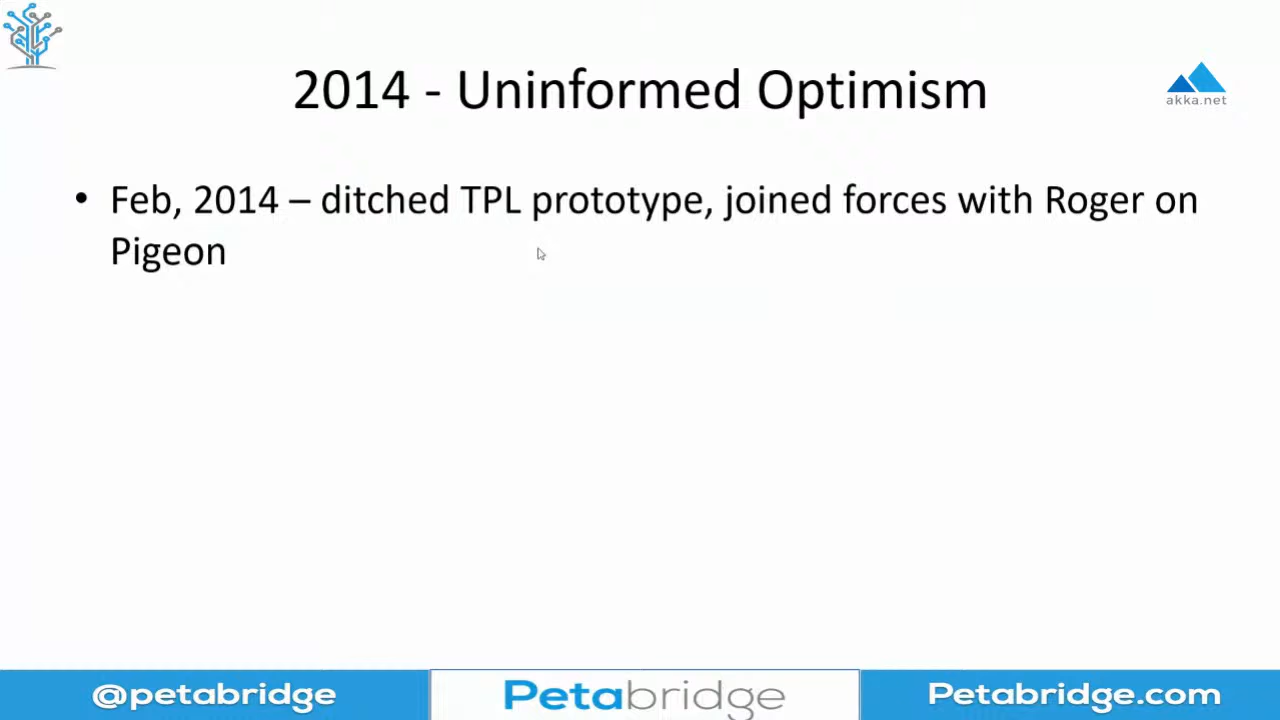 2014 - Uninformed Optimism
akka.net
• Feb, 2014 – ditched TPL prototype, joined forces with Roger on
Pigeon
@petabridge
Petabridge
Petabridge.com